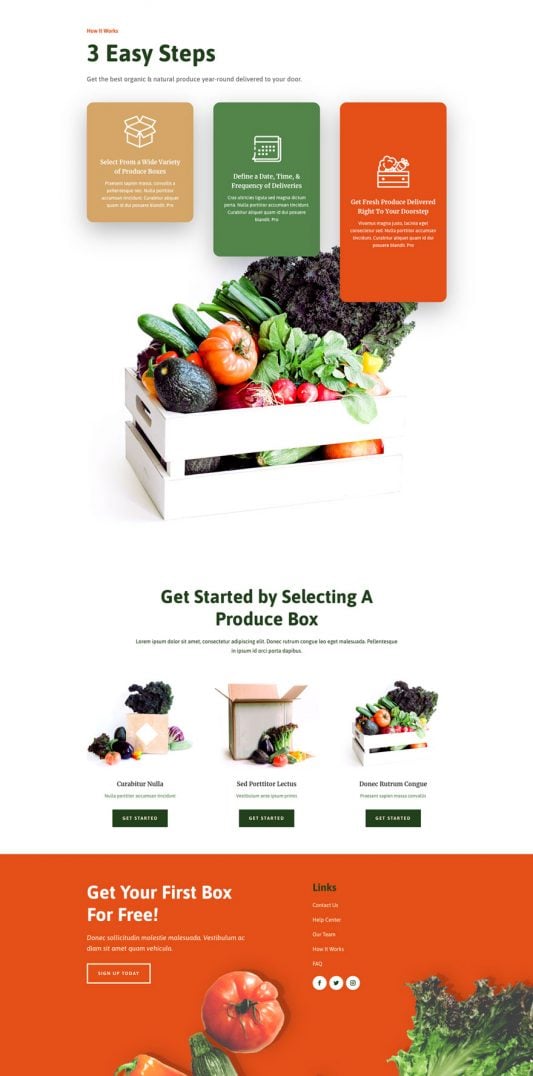 How It Works
3 Easy Steps
Get the best organic & natural produce year-round delivered to your door.
Select From a Wide Variety
of Produce Boxes
Praesent sapien massa, convallis a
pellentesque nec. Nulla porttitor
accumsan tincidunt. Curabitur aliquet
quam id dui posuere blandit. Pro
Define a Date, Time, &
Frequency of Deliveries
Cras ultricies ligula sed magna dictum
porta. Nulla porttitor accumsan tincidunt.
Curabitur aliquet quam id dui posuere
blandit. Pro
Get Fresh Produce Delivered
Right To Your Doorstep
Vivamus magna justo, lacinia eget
consectetur sed. Nulla porttitor accumsan
tincidunt. Curabitur aliquet quam id dui
posuere blandit. Pro
Get Started by Selecting A
Produce Box
Lorem ipsum dolor sit amet, consectetur adipiscing elit. Donec rutrum congue leo eget malesuada. Pellentesque
in ipsum id orci porta dapibus.
Curabitur Nulla
Nulla porttitor accumsan tincidunt
GET STARTED
Sed Porttitor Lectus
Vestibulum ante ipsum primis
GET STARTED
Donec Rutrum Congue
Praesent sapien massa convallis
GET STARTED
Get Your First Box
For Free!
Donec sollicitudin molestie malesuada. Vestibulum ac
diam sit amet quam vehicula.
SIGN UP TODAY
Links
Contact Us
Help Center
Our Team
How It Works
FAQ